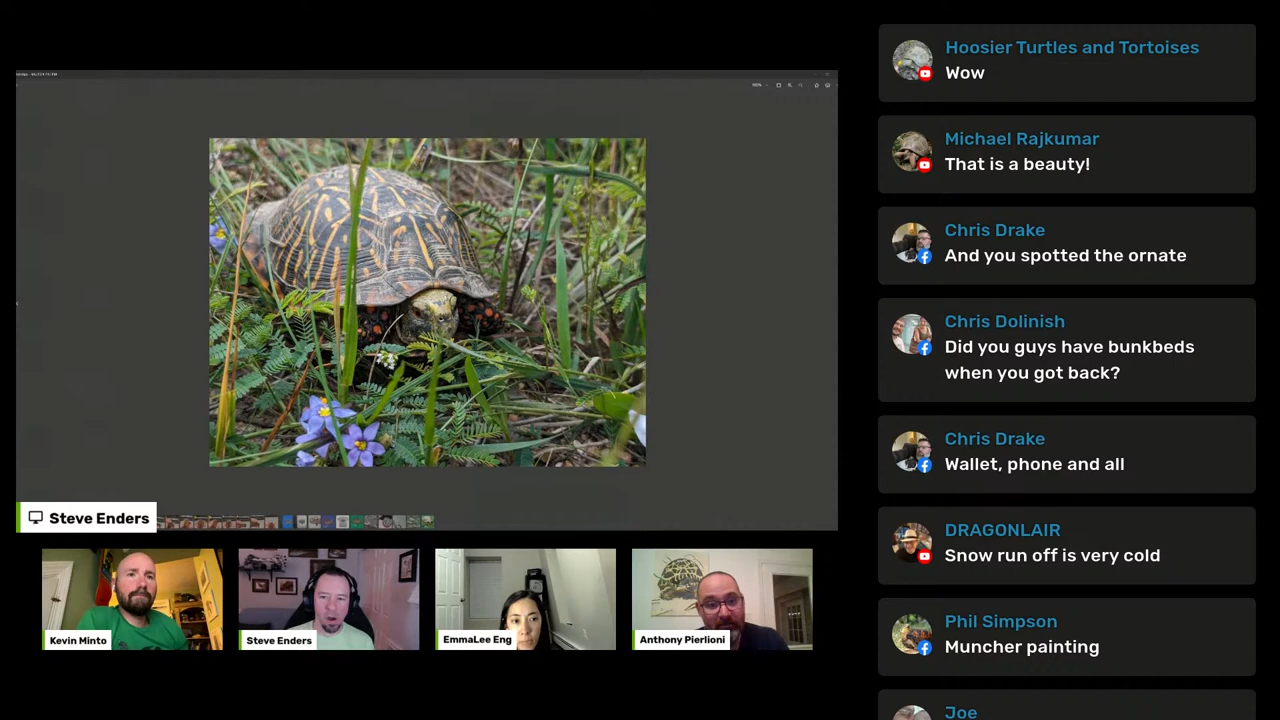 Hoosier Turtles and Tortoises
Wow
Michael Rajkumar
That is a beauty!
Chris Drake
And you spotted the ornate
Chris Dolinish
Did you guys have bunkbeds
when you got back?
Chris Drake
Wallet, phone and all
DRAGONLAIR
Snow run off is very cold
Phil Simpson
Muncher painting
Joe
Steve Enders
Kevin Minto
Steve Enders
EmmaLee Eng
Anthony Pierlioni